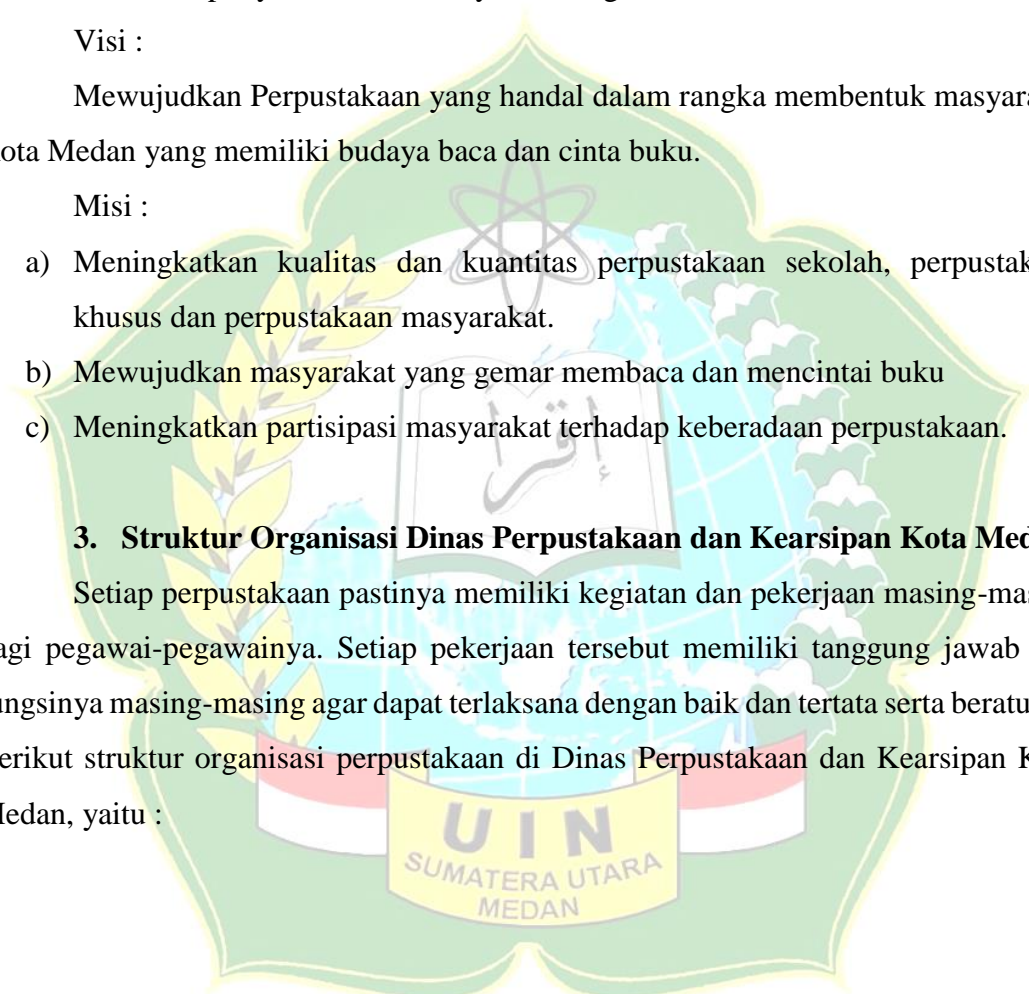 Visi :
Mewujudkan Perpustakaan yang handal dalam rangka membentuk masyara
ota Medan yang memiliki budaya baca dan cinta buku.
Misi :
a) Meningkatkan kualitas dan kuantitas perpustakaan sekolah, perpustak
khusus dan perpustakaan masyarakat.
b) Mewujudkan masyarakat yang gemar membaca dan mencintai buku
c) Meningkatkan partisipasi masyarakat terhadap keberadaan perpustakaan.
إقرأ
3. Struktur Organisasi Dinas Perpustakaan dan Kearsipan Kota Med
Setiap perpustakaan pastinya memiliki kegiatan dan pekerjaan masing-mas
agi pegawai-pegawainya. Setiap pekerjaan tersebut memiliki tanggung jawab
ungsinya masing-masing agar dapat terlaksana dengan baik dan tertata serta beratu
erikut struktur organisasi perpustakaan di Dinas Perpustakaan dan Kearsipan K
edan, yaitu :
UIN
SUMATERA UTARA
MEDAN